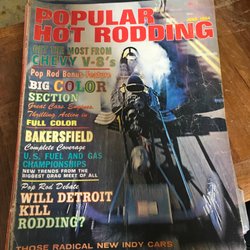 POPULAR
HOT RODDING
GET THE MOST FROM
CHEVY V-8's
Pop Rod Bonus Feature
BIG COLOR
SECTION
Great Cars, Engines,
Thrilling Action in
FULL COLOR
BAKERSFIELD
Complete Coverage
U.S. FUEL AND GAS
CHAMPIONSHIPS
NEW TRENDS FROM THE
BIGGEST DRAG MEET OF ALL
Pop Rod Debate
WILL DETROIT
KILL
RODDING?
THOSE RADICAL NEW INDY CARS